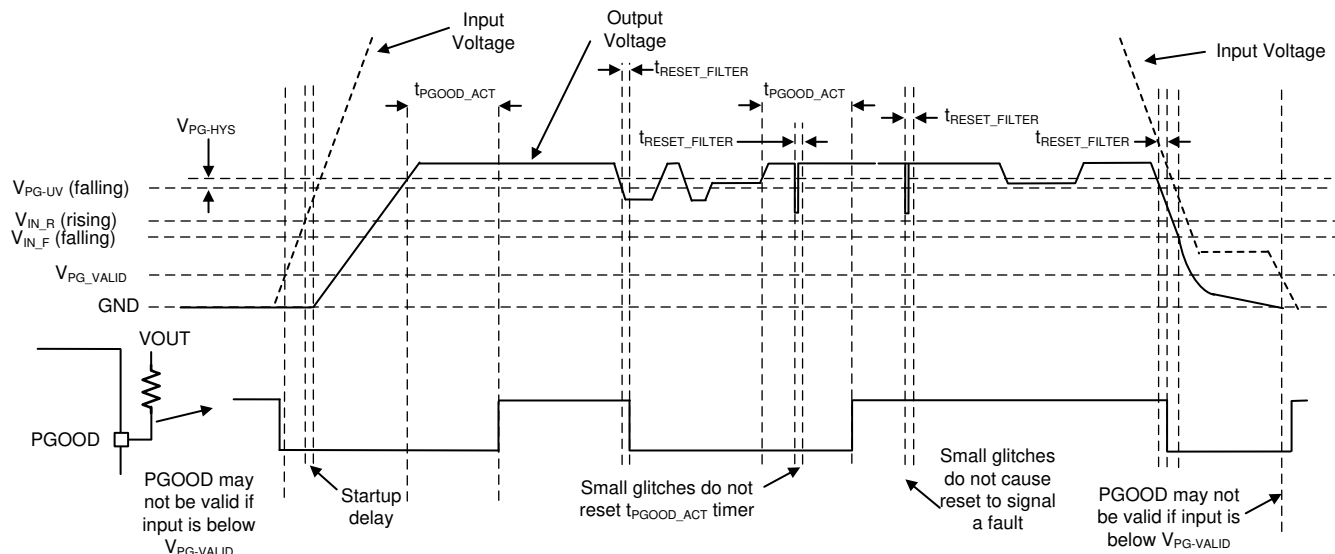 Input
Voltage
Output
Voltage
Input Voltage
tRESET_FILTER
tPGOOD_ACT
tPGOOD_ACT
tRESET_FILTER
tRESET_FILTER
tRESET_FILTER
VPG-HYS
VPG-UV (falling)
VIN_R (rising)
VIN_F (falling)
VPG_VALID
GND
VOUT
PGOOD
PGOOD may
not be valid if
input is below
VPG-VALID
Startup
delay
Small glitches do not
reset tPGOOD_ACT timer
Small glitches
do not cause
reset to signal
a fault
PGOOD may not
be valid if input is
below VPG-VALID